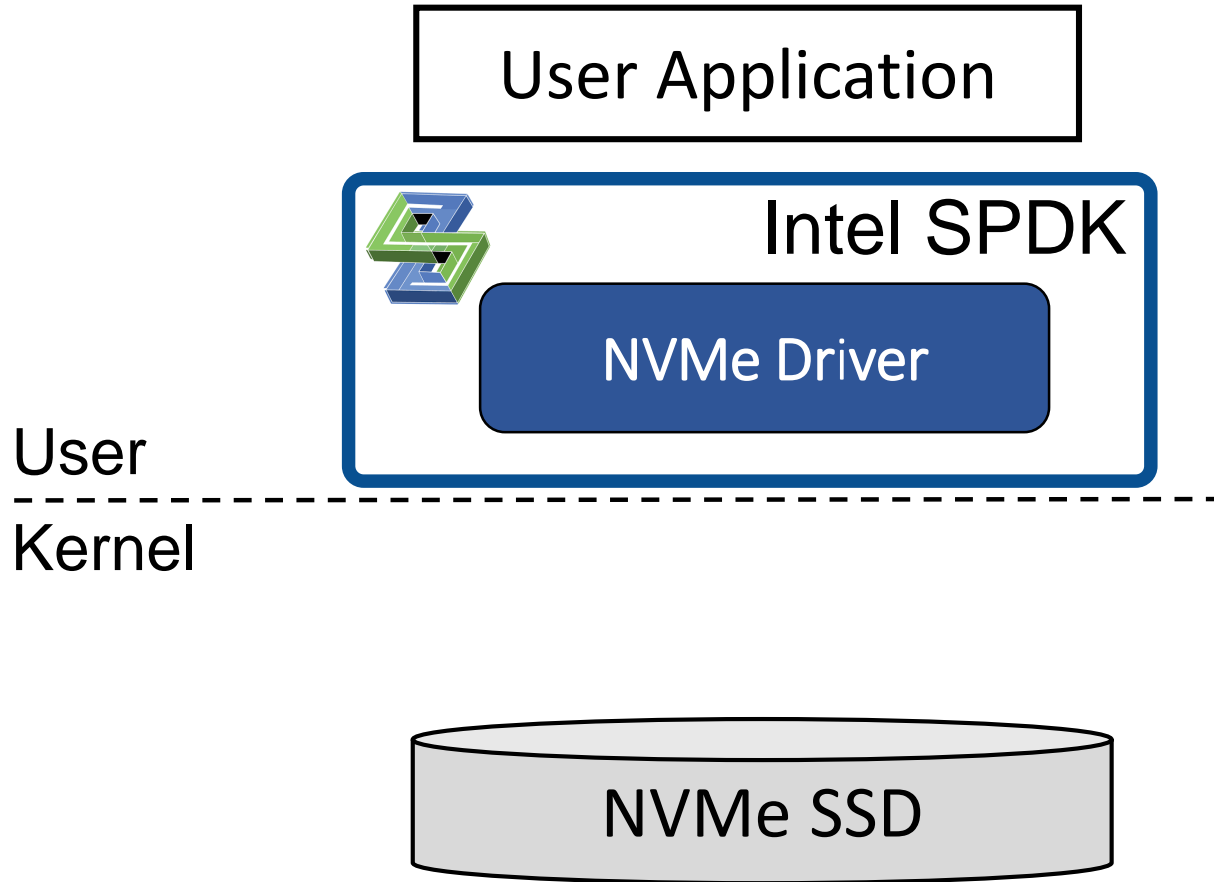 User Application
Intel SPDK
NVMe Driver
User
Kernel
NVMe SSD